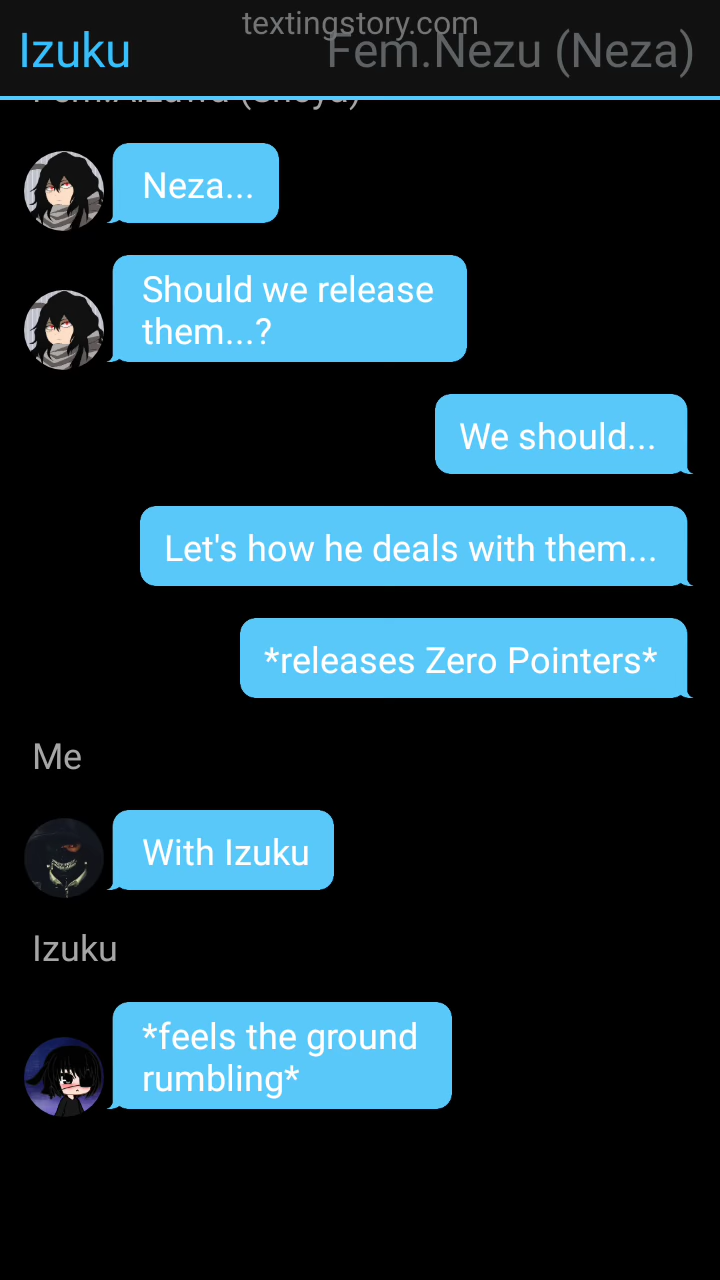 textingstory.com
Izuku
Fem.Nezu (Neza)
Neza...
Should we release
them...?
We should...
Let's how he deals with them...
*releases Zero Pointers*
Me
With Izuku
Izuku
*feels the ground
rumbling*